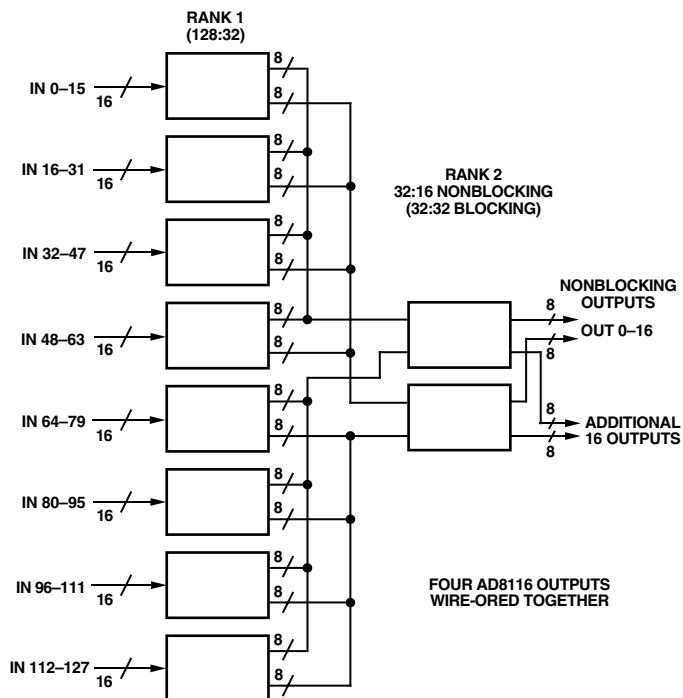 RANK 1
(128:32)
8
IN 0–15
16
8
8
IN 16–31
16
8
RANK 2
32:16 NONBLOCKING
(32:32 BLOCKING)
8
IN 32–47
16
8
NONBLOCKING
OUTPUTS
8
8
OUT 0–16
IN 48–63
16
8
8
8
IN 64–79
16
8
8
ADDITIONAL
16 OUTPUTS
8
8
IN 80–95
16
8
8
IN 96–111
16
8
FOUR AD8116 OUTPUTS
WIRE-ORED TOGETHER
8
IN 112–127
16
8